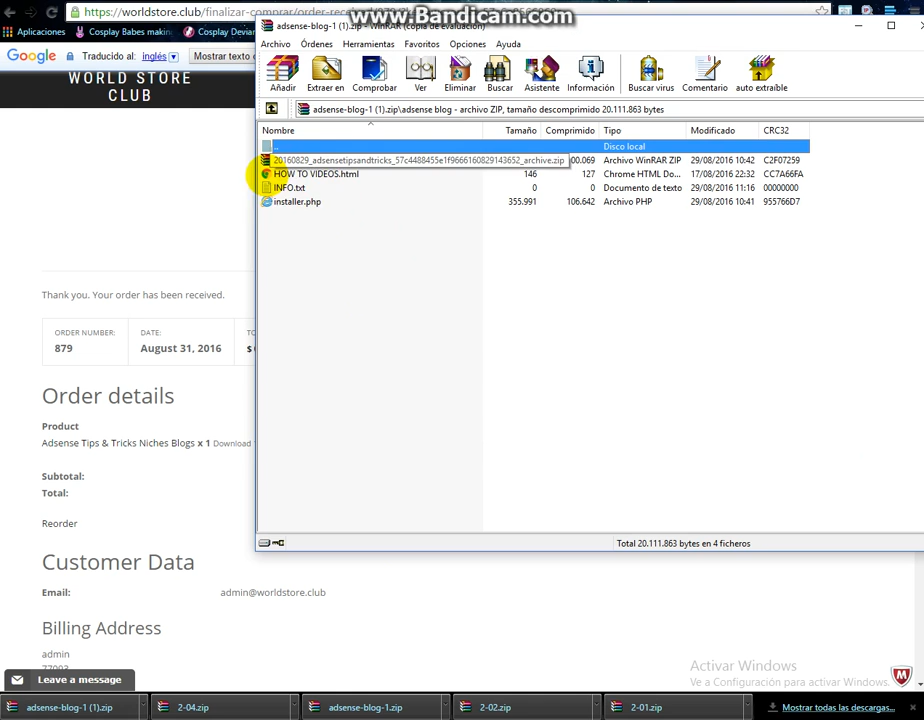 https://worldstore.club/finalizar-comprar/order-rece
www.Bandicam.com
Aplicaciones
Cosplay Babes makin
Cosplay Devian
Google
Traducido al:
inglés
Mostrar texto
WORLD STORE
CLUB
adsense-blog-1 (1).zip - WinRAR (copia de evaluación)
Archivo Órdenes Herramientas Favoritos Opciones Ayuda
Añadir Extraer en Comprobar Ver Eliminar Buscar Asistente Información Buscar virus Comentario auto extraíble
adsense-blog-1 (1).zip\adsense blog - archivo ZIP, tamaño descomprimido 20.111.863 bytes
Nombre Tamaño Comprimido Tipo Modificado CRC32
.. Disco local
20160829_adsensetipsandtricks_57c4488455e1f9666160829143652_archive.zip 00.069 Archivo WinRAR ZIP 29/08/2016 10:42 C2F07259
HOW TO VIDEOS.html 146 127 Chrome HTML Do... 17/08/2016 22:32 CC7A66FA
INFO.txt 0 0 Documento de texto 29/08/2016 11:16 00000000
installer.php 355.991 106.642 Archivo PHP 29/08/2016 10:41 955766D7
Total 20.111.863 bytes en 4 ficheros
Thank you. Your order has been received.
ORDER NUMBER: DATE: TO
879 August 31, 2016 $
Order details
Product
Adsense Tips & Tricks Niches Blogs x 1 Download
Subtotal:
Total:
Reorder
Customer Data
Email: admin@worldstore.club
Billing Address
admin
77093
Leave a message
Activar Windows
Ve a Configuración para activar Windows.
adsense-blog-1 (1).zip
2-04.zip
adsense-blog-1.zip
2-02.zip
2-01.zip
Mostrar todas las descargas...